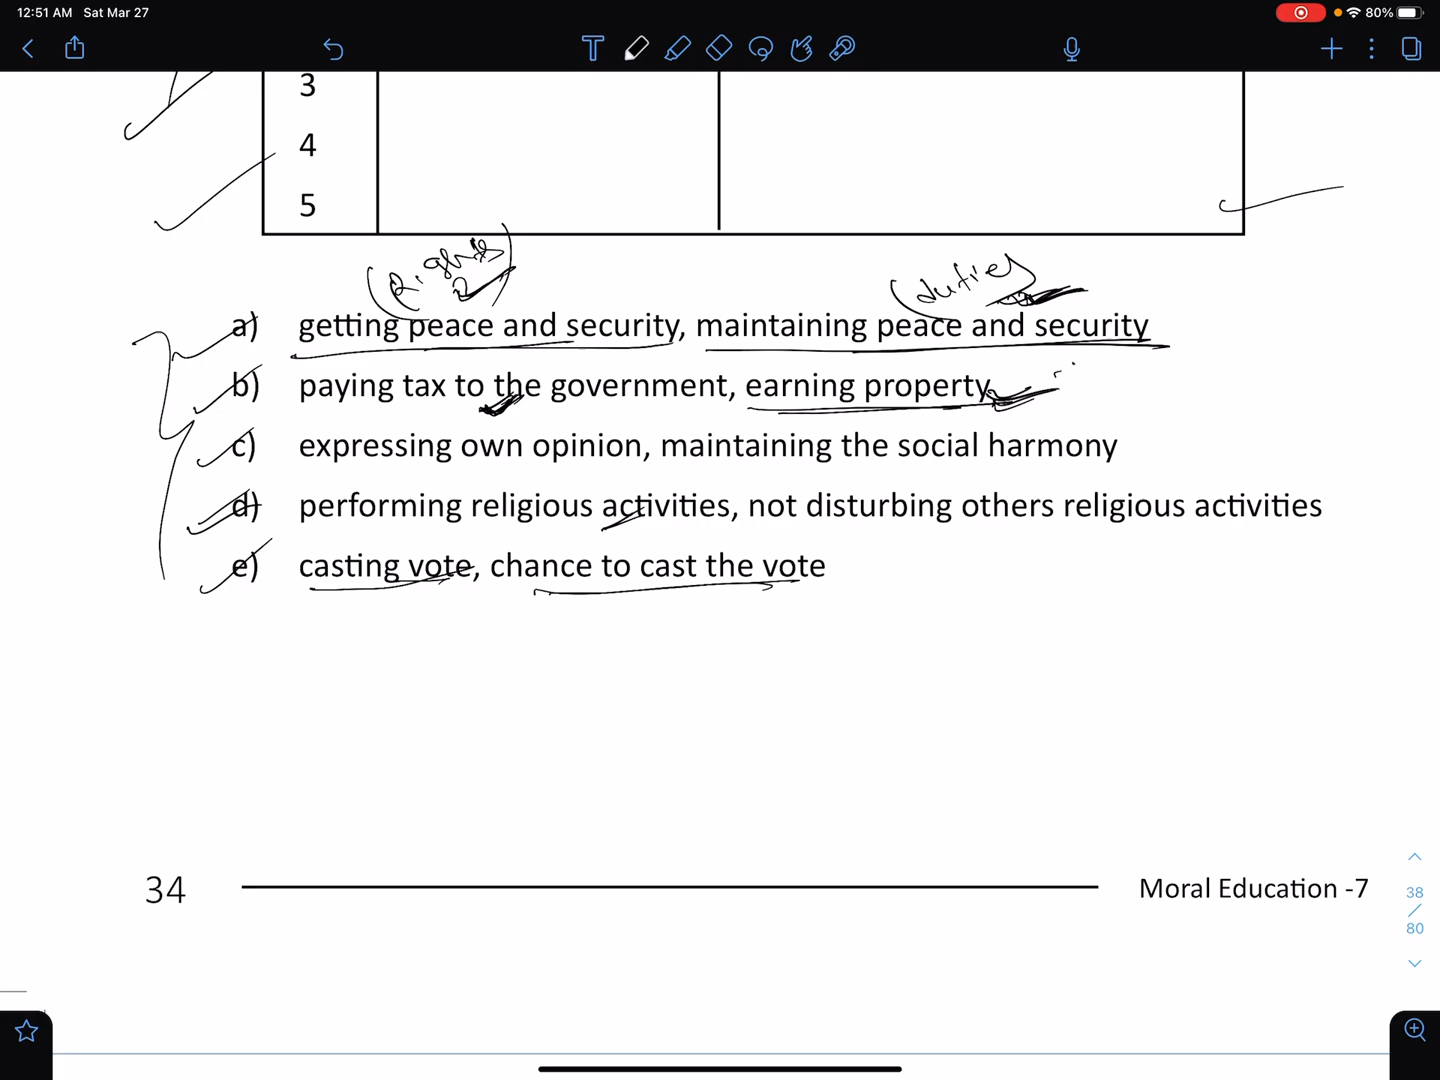 12:51 AM Sat Mar 27
80%
T
3
4
5
(Rights)
(duties
a) getting peace and security, maintaining peace and security
b) paying tax to the government, earning property
c) expressing own opinion, maintaining the social harmony
d) performing religious activities, not disturbing others religious activities
e) casting vote, chance to cast the vote
34
Moral Education -7
38
/
80